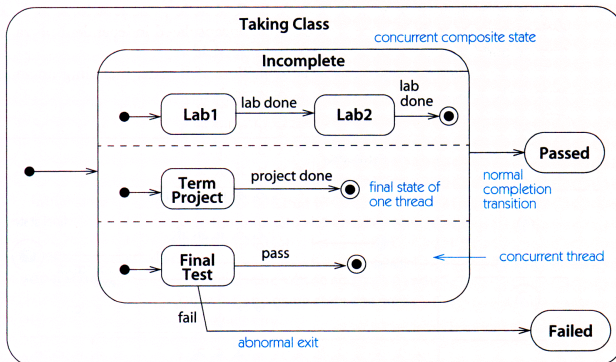 Taking Class
concurrent composite state
Incomplete
Lab1
lab done
Lab2
lab
done
Passed
normal
completion
transition
Term
Project
project done
final state of
one thread
Final
Test
pass
concurrent thread
fail
abnormal exit
Failed